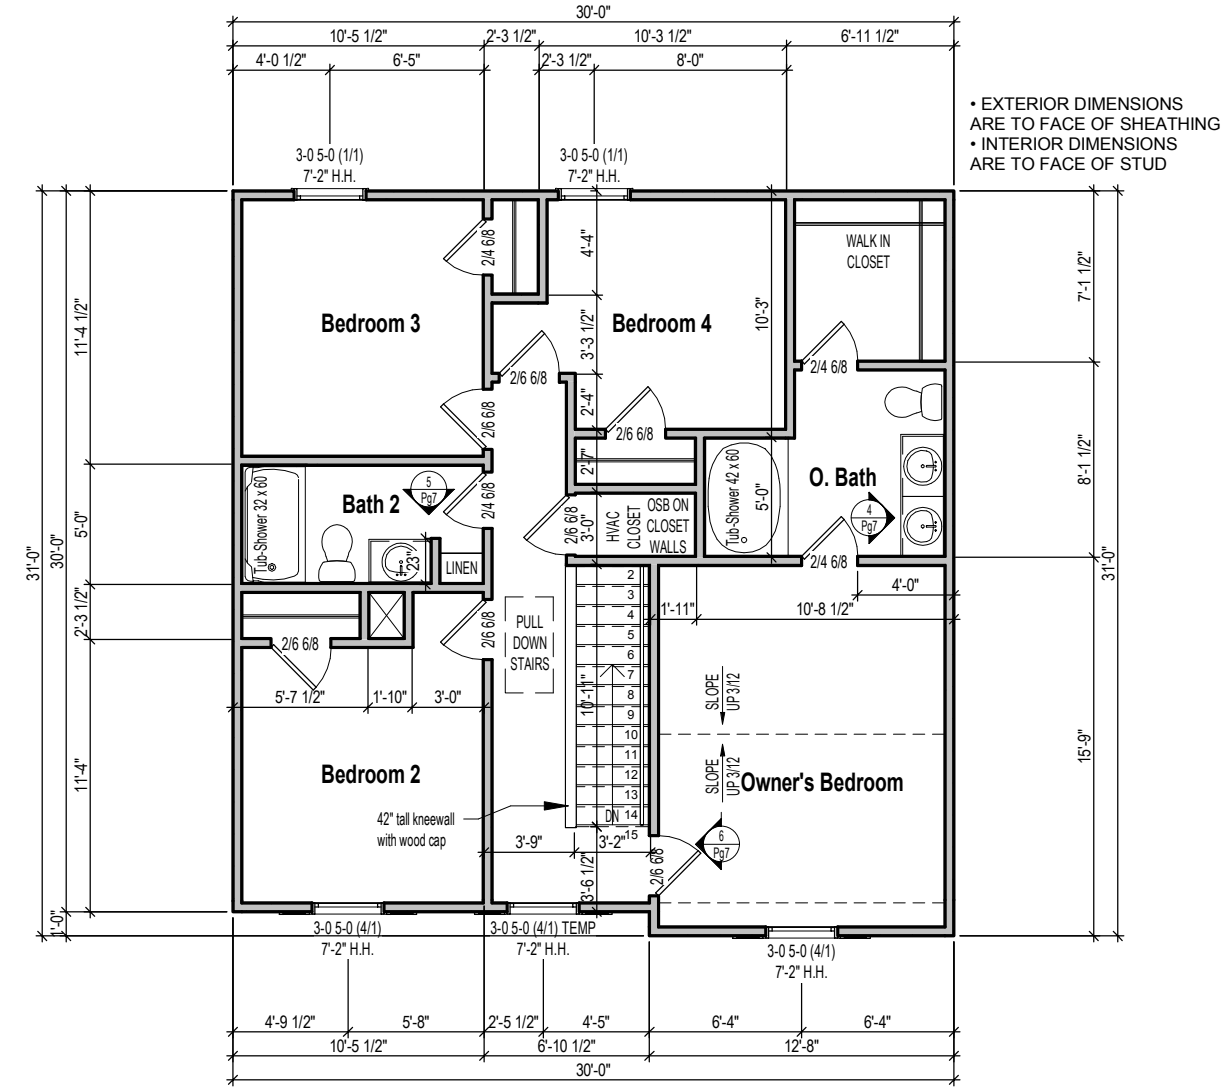 30'-0"
10'-5 1/2"
2'-3 1/2"
10'-3 1/2"
6'-11 1/2"
4'-0 1/2"
6'-5"
2'-3 1/2"
8'-0"
• EXTERIOR DIMENSIONS
ARE TO FACE OF SHEATHING
• INTERIOR DIMENSIONS
ARE TO FACE OF STUD
3-0 5-0 (1/1)
7'-2" H.H.
3-0 5-0 (1/1)
7'-2" H.H.
2/4 6/8
4'-4"
WALK IN
CLOSET
7'-1 1/2"
11'-4 1/2"
Bedroom 3
3'-3 1/2"
Bedroom 4
10'-3"
2/6 6/8
2/4 6/8
2/6 6/8
2'-4"
2/6 6/8
2'-7"
8'-1 1/2"
Tub-Shower 32 x 60
Bath 2
5
Pg7
2/4 6/8
Tub-Shower 42 x 60
5'-0"
O. Bath
4
Pg7
5'-0"
2/6 6/8
3'-0"
HVAC
CLOSET
OSB ON
CLOSET
WALLS
23"
LINEN
2/4 6/8
31'-0"
30'-0"
31'-0"
4'-0"
2'-3 1/2"
2/6 6/8
2/6 6/8
PULL
DOWN
STAIRS
2
3
4
5
6
7
8
9
10
11
12
13
DN 14
15
10'-11"
1'-11"
10'-8 1/2"
5'-7 1/2"
1'-10"
3'-0"
SLOPE
UP 3/12
SLOPE
UP 3/12
15'-9"
11'-4"
Bedroom 2
Owner's Bedroom
42" tall kneewall
with wood cap
3'-9"
3'-2"
6
Pg7
2/6 6/8
3'-6 1/2"
1'-0"
3-0 5-0 (4/1)
7'-2" H.H.
3-0 5-0 (4/1) TEMP
7'-2" H.H.
3-0 5-0 (4/1)
7'-2" H.H.
4'-9 1/2"
5'-8"
2'-5 1/2"
4'-5"
6'-4"
6'-4"
10'-5 1/2"
6'-10 1/2"
12'-8"
30'-0"